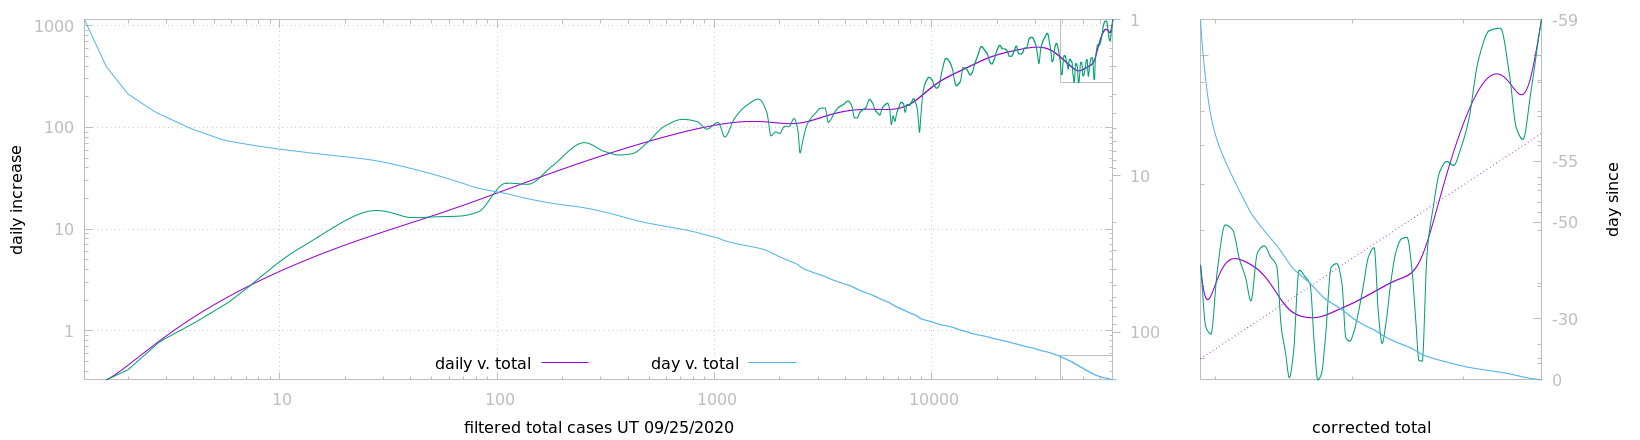 1000
100
10
1
daily increase
1
10
100
daily v. total
day v. total
10
100
1000
10000
filtered total cases UT 09/25/2020
-59
-55
-50
-30
0
day since
corrected total